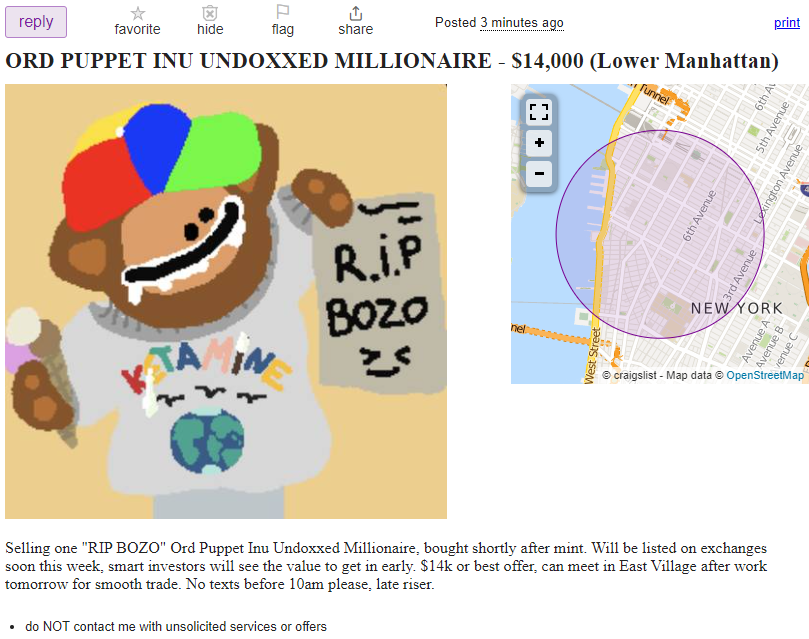 reply
favorite
hide
flag
share
Posted 3 minutes ago
print
ORD PUPPET INU UNDOXXED MILLIONAIRE - $14,000 (Lower Manhattan)
R.i.P
BOZO
KETAMINE
+
−
Tunnel
6th A
5th Avenue
Lexington Avenue
6th Avenue
3rd Avenue
NEW YORK
nel
West Street
Avenue A
Avenue B
venue C
© craigslist - Map data © OpenStreetMap
Selling one "RIP BOZO" Ord Puppet Inu Undoxxed Millionaire, bought shortly after mint. Will be listed on exchanges
soon this week, smart investors will see the value to get in early. $14k or best offer, can meet in East Village after work
tomorrow for smooth trade. No texts before 10am please, late riser.
• do NOT contact me with unsolicited services or offers